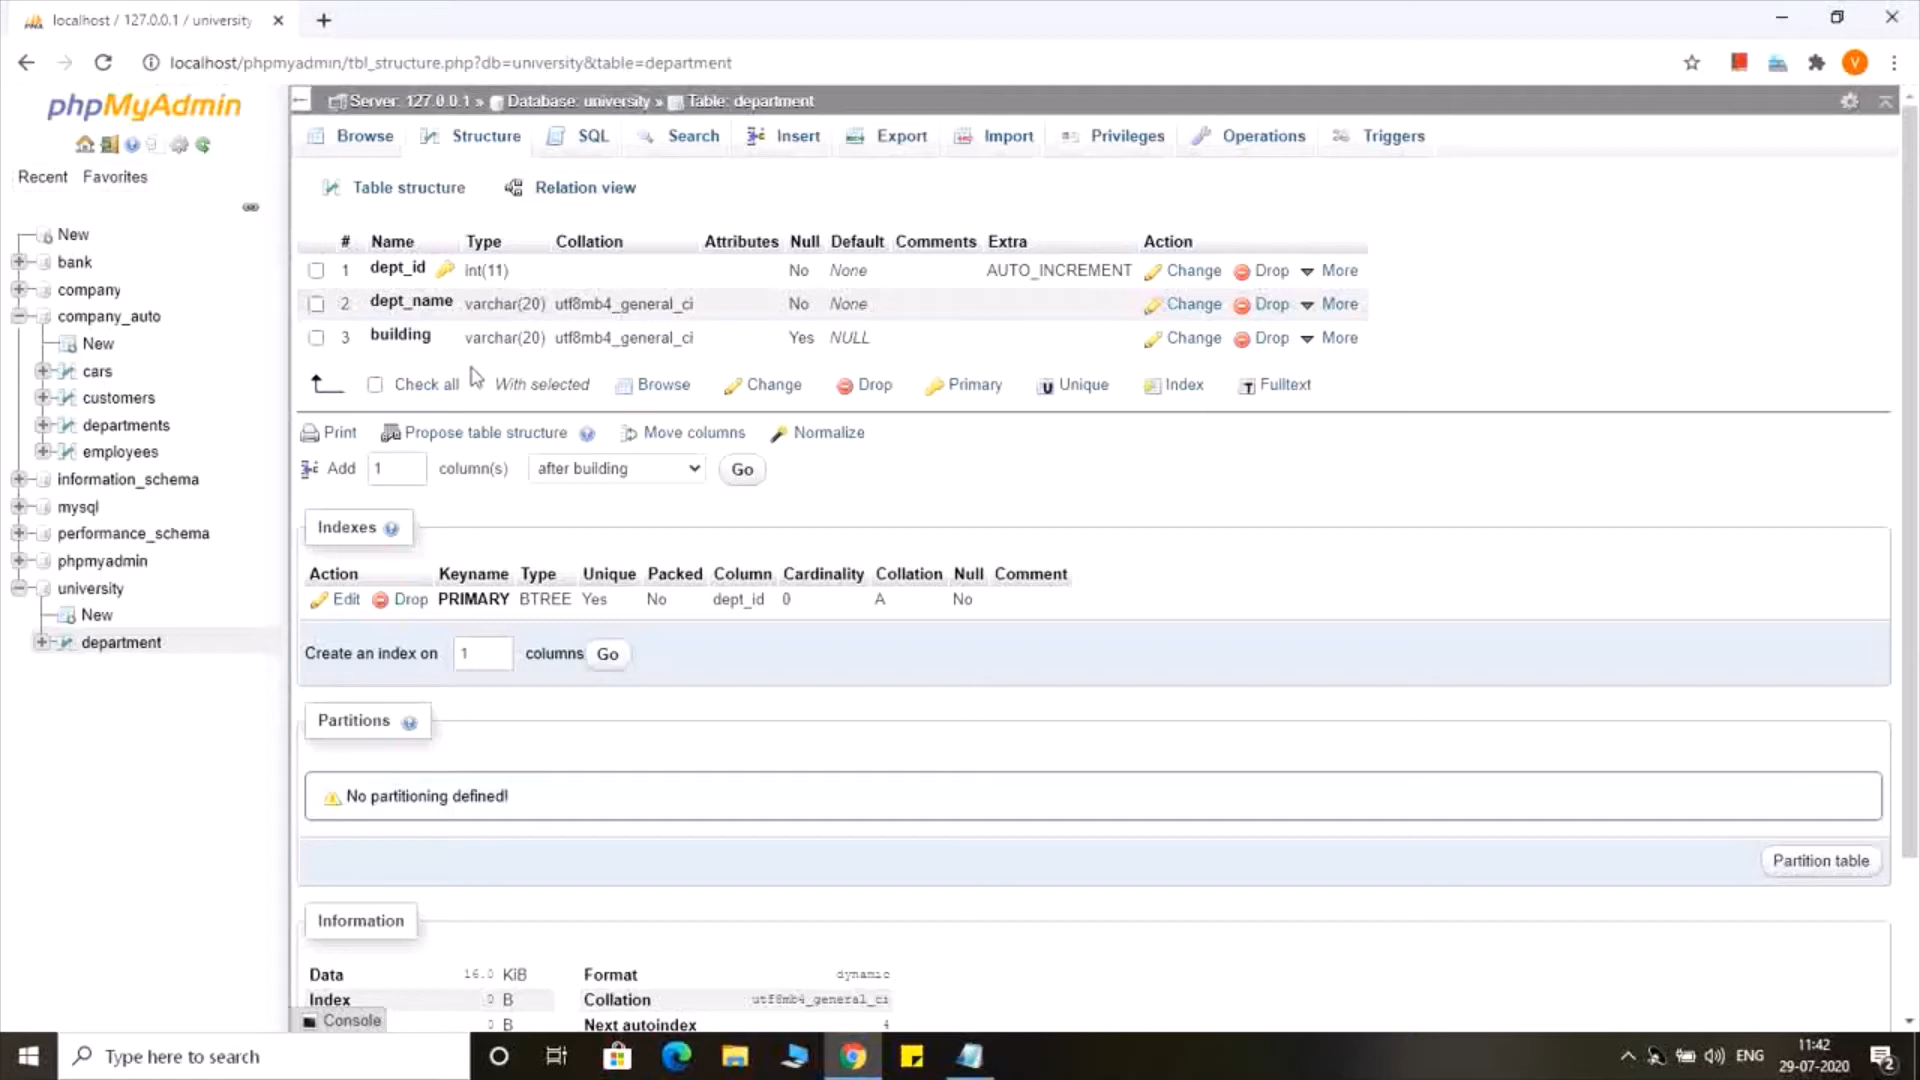 localhost / 127.0.0.1 / university
localhost/phpmyadmin/tbl_structure.php?db=university&table=department
V
phpMyAdmin
Recent Favorites
New
bank
company
company_auto
New
cars
customers
departments
employees
information_schema
mysql
performance_schema
phpmyadmin
university
New
department
Server: 127.0.0.1 » Database: university » Table: department
Browse Structure SQL Search Insert Export Import Privileges Operations Triggers
Table structure Relation view
# Name Type Collation Attributes Null Default Comments Extra Action
1 dept_id int(11) No None AUTO_INCREMENT Change Drop More
2 dept_name varchar(20) utf8mb4_general_ci No None Change Drop More
3 building varchar(20) utf8mb4_general_ci Yes NULL Change Drop More
Check all With selected Browse Change Drop Primary Unique Index Fulltext
Print Propose table structure Move columns Normalize
Add 1 column(s) after building Go
Indexes
Action Keyname Type Unique Packed Column Cardinality Collation Null Comment
Edit Drop PRIMARY BTREE Yes No dept_id 0 A No
Create an index on 1 columns Go
Partitions
No partitioning defined!
Partition table
Information
Data 16.0 KiB Format dynamic
Index 0 B Collation utf8mb4_general_ci
0 B Next autoindex 4
Console
Type here to search
ENG
11:42
29-07-2020
2